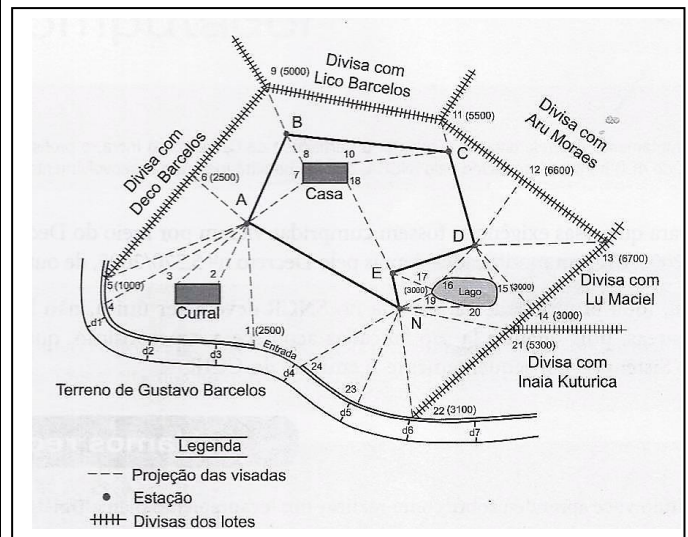 9 (5000)
Divisa com
Lico Barcelos
11 (5500)
Divisa com
Aru Moraes
B
8
10
C
12 (6600)
Divisa com
Deco Barcelos
6 (2500)
7
18
Casa
A
D
13 (6700)
E
17
(3000)
16
Lago
15 (3000)
Divisa com
Lu Maciel
5 (1000)
3
2
4
Curral
19
N
20
14 (3000)
21 (5300)
d1
d2
d3
1 (2500)
Entrada
d4
24
Divisa com
Inaia Kuturica
Terreno de Gustavo Barcelos
23
d5
22 (3100)
d6
d7
Legenda
Projeção das visadas
Estação
Divisas dos lotes